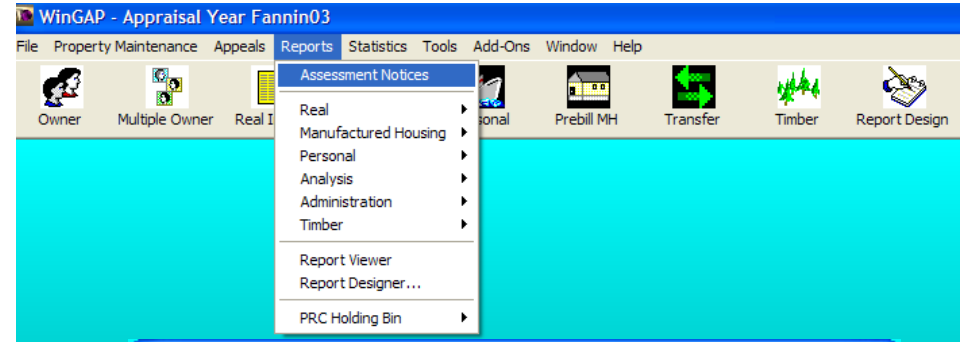 WinGAP - Appraisal Year Fannin03
File Property Maintenance Appeals Reports Statistics Tools Add-Ons Window Help
Owner Multiple Owner Real Prebill MH Transfer Timber Report Design
Assessment Notices
Real
Manufactured Housing
Personal
Analysis
Administration
Timber
Report Viewer
Report Designer...
PRC Holding Bin